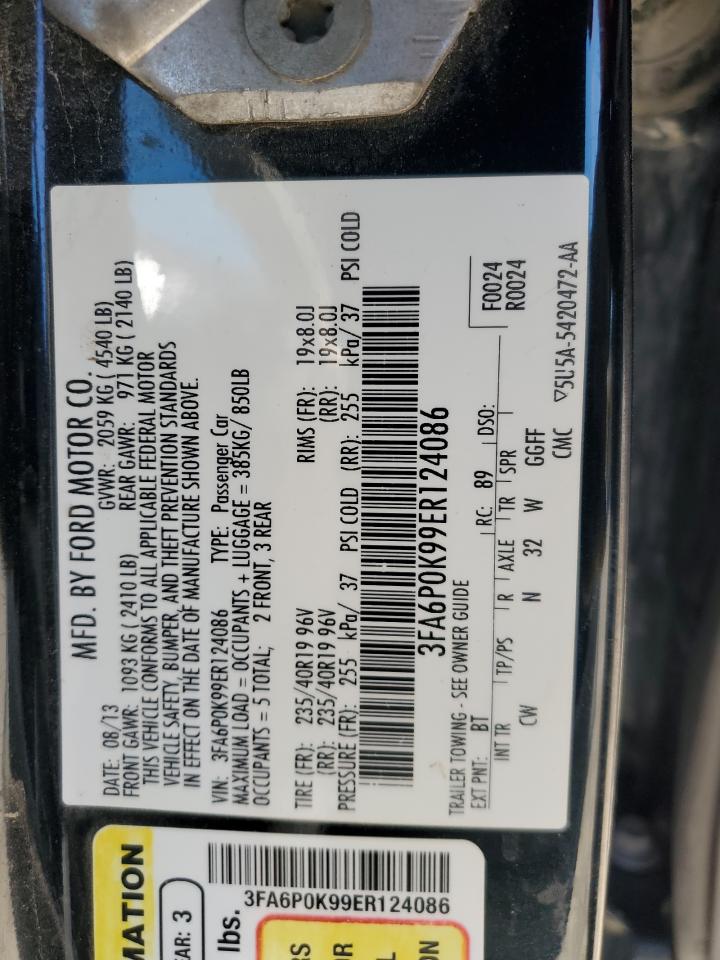 MFD. BY FORD MOTOR CO.
DATE: 08/13 GVWR: 2059 KG ( 4540 LB)
FRONT GAWR: 1093 KG ( 2410 LB) REAR GAWR: 971 KG ( 2140 LB)
THIS VEHICLE CONFORMS TO ALL APPLICABLE FEDERAL MOTOR
VEHICLE SAFETY, BUMPER, AND THEFT PREVENTION STANDARDS
IN EFFECT ON THE DATE OF MANUFACTURE SHOWN ABOVE.
VIN: 3FA6P0K99ER124086 TYPE: Passenger Car
MAXIMUM LOAD = OCCUPANTS + LUGGAGE = 385KG/ 850LB
OCCUPANTS = 5 TOTAL; 2 FRONT, 3 REAR
TIRE (FR): 235/40R19 96V RIMS (FR): 19x8.0J
(RR): 235/40R19 96V (RR): 19x8.0J
PRESSURE (FR): 255 kPa/ 37 PSI COLD (RR): 255 kPa/ 37 PSI COLD
3FA6P0K99ER124086
TRAILER TOWING - SEE OWNER GUIDE
EXT PNT: BT RC: 89 DSO: F0024
R0024
INT TR TP/PS R AXLE TR SPR
CW N 32 W GGFF
CMC ▽5U5A-5420472-AA
MATION
EAR: 3
lbs.
3FA6P0K99ER124086
GS
OR
L
ON